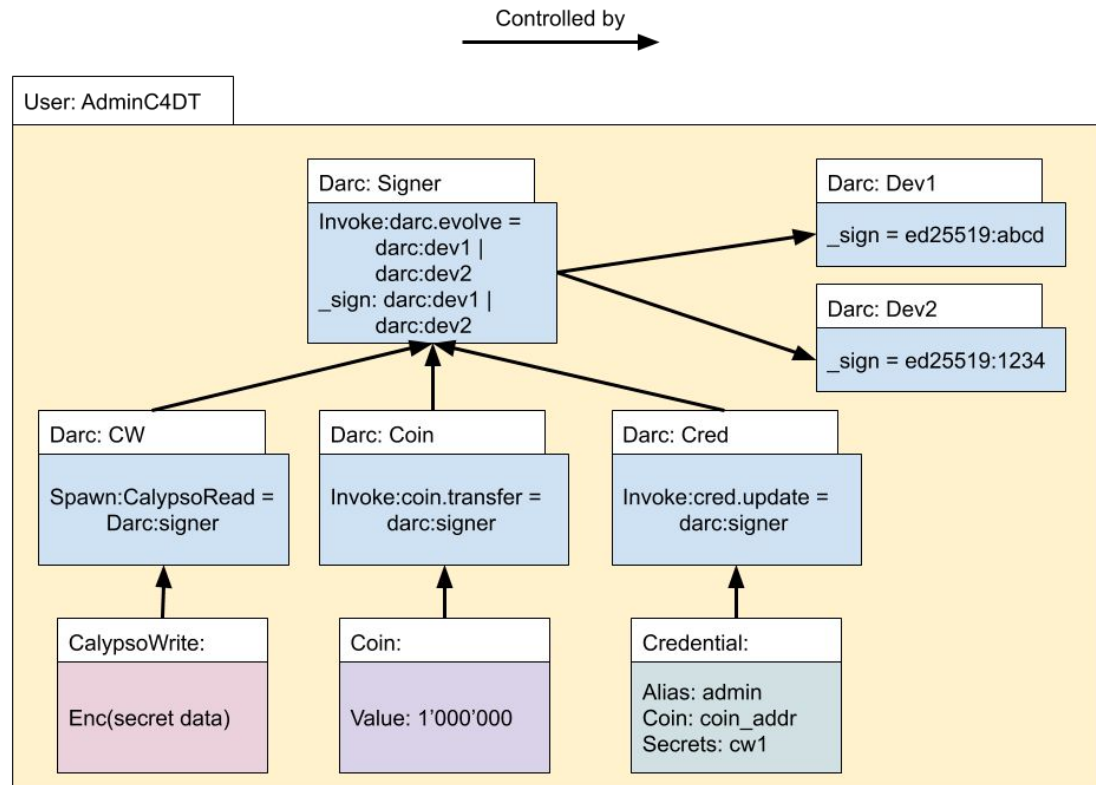 Controlled by
User: AdminC4DT
Darc: Signer
Invoke:darc.evolve =
darc:dev1 |
darc:dev2
_sign: darc:dev1 |
darc:dev2
Darc: Dev1
_sign = ed25519:abcd
Darc: Dev2
_sign = ed25519:1234
Darc: CW
Spawn:CalypsoRead =
Darc:signer
Darc: Coin
Invoke:coin.transfer =
darc:signer
Darc: Cred
Invoke:cred.update =
darc:signer
CalypsoWrite:
Enc(secret data)
Coin:
Value: 1’000’000
Credential:
Alias: admin
Coin: coin_addr
Secrets: cw1